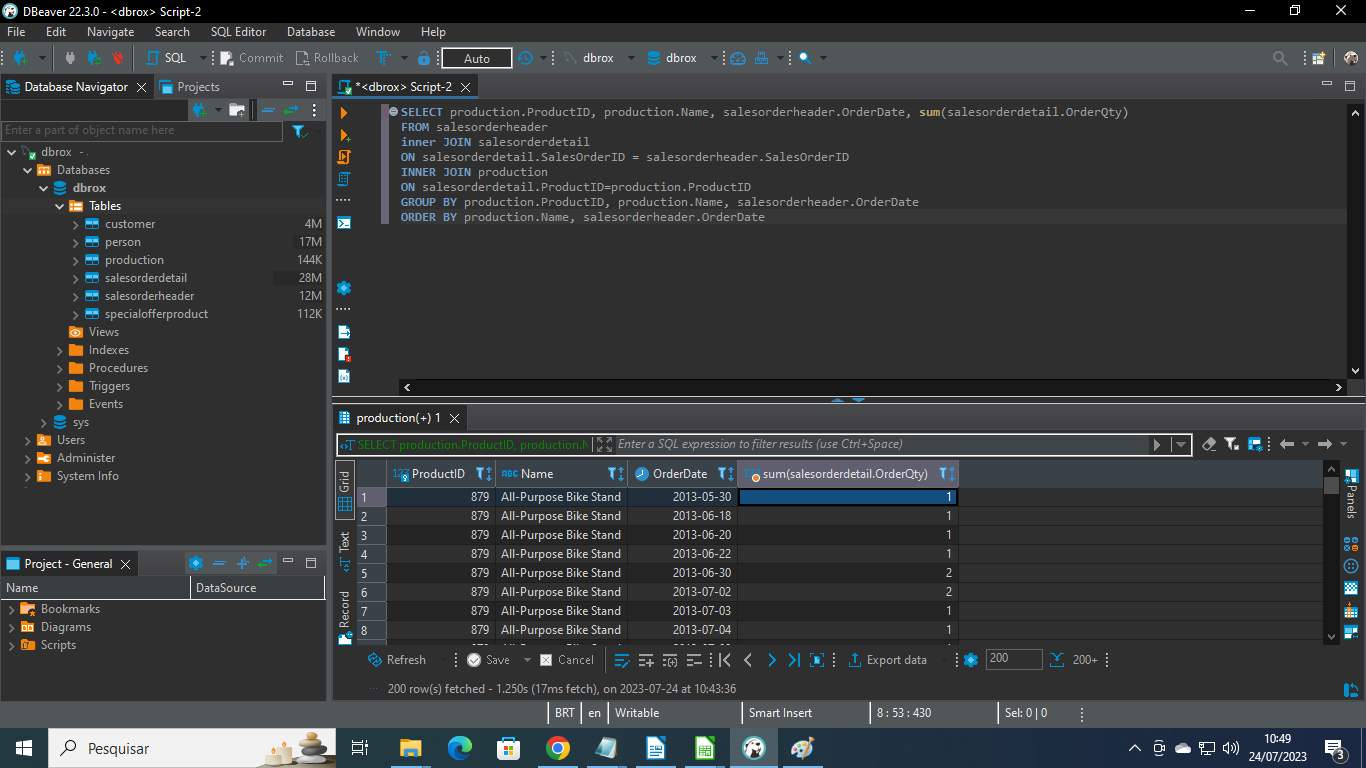 DBeaver 22.3.0 - <dbrox> Script-2
File Edit Navigate Search SQL Editor Database Window Help
SQL Commit Rollback Auto dbrox dbrox
Database Navigator Projects
Enter a part of object name here
dbrox - .
Databases
dbrox
Tables
customer 4M
person 17M
production 144K
salesorderdetail 28M
salesorderheader 12M
specialofferproduct 112K
Views
Indexes
Procedures
Triggers
Events
sys
Users
Administer
System Info
Project - General
Name DataSource
Bookmarks
Diagrams
Scripts
*<dbrox> Script-2
SELECT production.ProductID, production.Name, salesorderheader.OrderDate, sum(salesorderdetail.OrderQty)
FROM salesorderheader
inner JOIN salesorderdetail
ON salesorderdetail.SalesOrderID = salesorderheader.SalesOrderID
INNER JOIN production
ON salesorderdetail.ProductID=production.ProductID
GROUP BY production.ProductID, production.Name, salesorderheader.OrderDate
ORDER BY production.Name, salesorderheader.OrderDate
production(+) 1
SELECT production.ProductID, production.N Enter a SQL expression to filter results (use Ctrl+Space)
Grid
Text
Record
123 ProductID ABC Name OrderDate 123 sum(salesorderdetail.OrderQty)
1 879 All-Purpose Bike Stand 2013-05-30 1
2 879 All-Purpose Bike Stand 2013-06-18 1
3 879 All-Purpose Bike Stand 2013-06-20 1
4 879 All-Purpose Bike Stand 2013-06-22 1
5 879 All-Purpose Bike Stand 2013-06-30 2
6 879 All-Purpose Bike Stand 2013-07-02 2
7 879 All-Purpose Bike Stand 2013-07-03 1
8 879 All-Purpose Bike Stand 2013-07-04 1
Panels
Refresh Save Cancel Export data 200 200+
200 row(s) fetched - 1.250s (17ms fetch), on 2023-07-24 at 10:43:36
BRT en Writable Smart Insert 8 : 53 : 430 Sel: 0 | 0
Pesquisar
10:49
24/07/2023
3